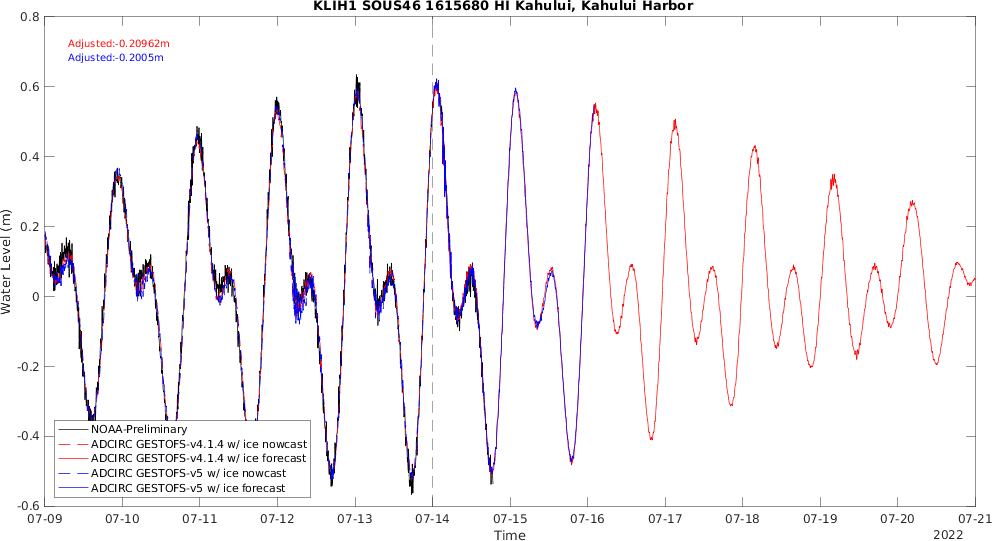 KLIH1 SOUS46 1615680 HI Kahului, Kahului Harbor
Adjusted:-0.20962m
Adjusted:-0.2005m
0.8
0.6
0.4
0.2
0
-0.2
-0.4
-0.6
Water Level (m)
NOAA-Preliminary
ADCIRC GESTOFS-v4.1.4 w/ ice nowcast
ADCIRC GESTOFS-v4.1.4 w/ ice forecast
ADCIRC GESTOFS-v5 w/ ice nowcast
ADCIRC GESTOFS-v5 w/ ice forecast
07-09 07-10 07-11 07-12 07-13 07-14 07-15 07-16 07-17 07-18 07-19 07-20 07-21
Time
2022